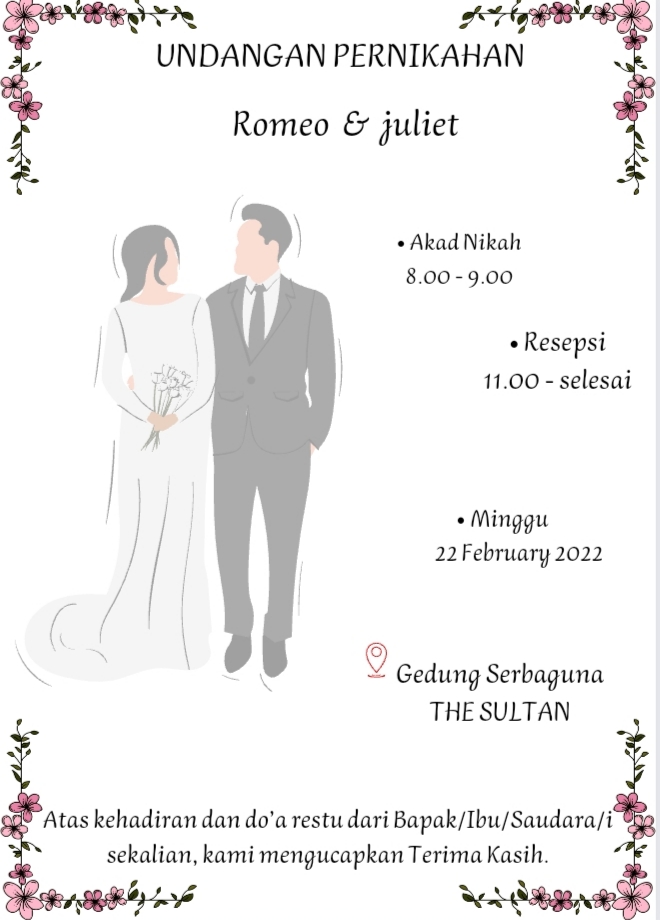 UNDANGAN PERNIKAHAN
Romeo & juliet
• Akad Nikah
8.00 - 9.00
• Resepsi
11.00 - selesai
• Minggu
22 February 2022
Gedung Serbaguna
THE SULTAN
Atas kehadiran dan do'a restu dari Bapak/Ibu/Saudara/i
sekalian, kami mengucapkan Terima Kasih.